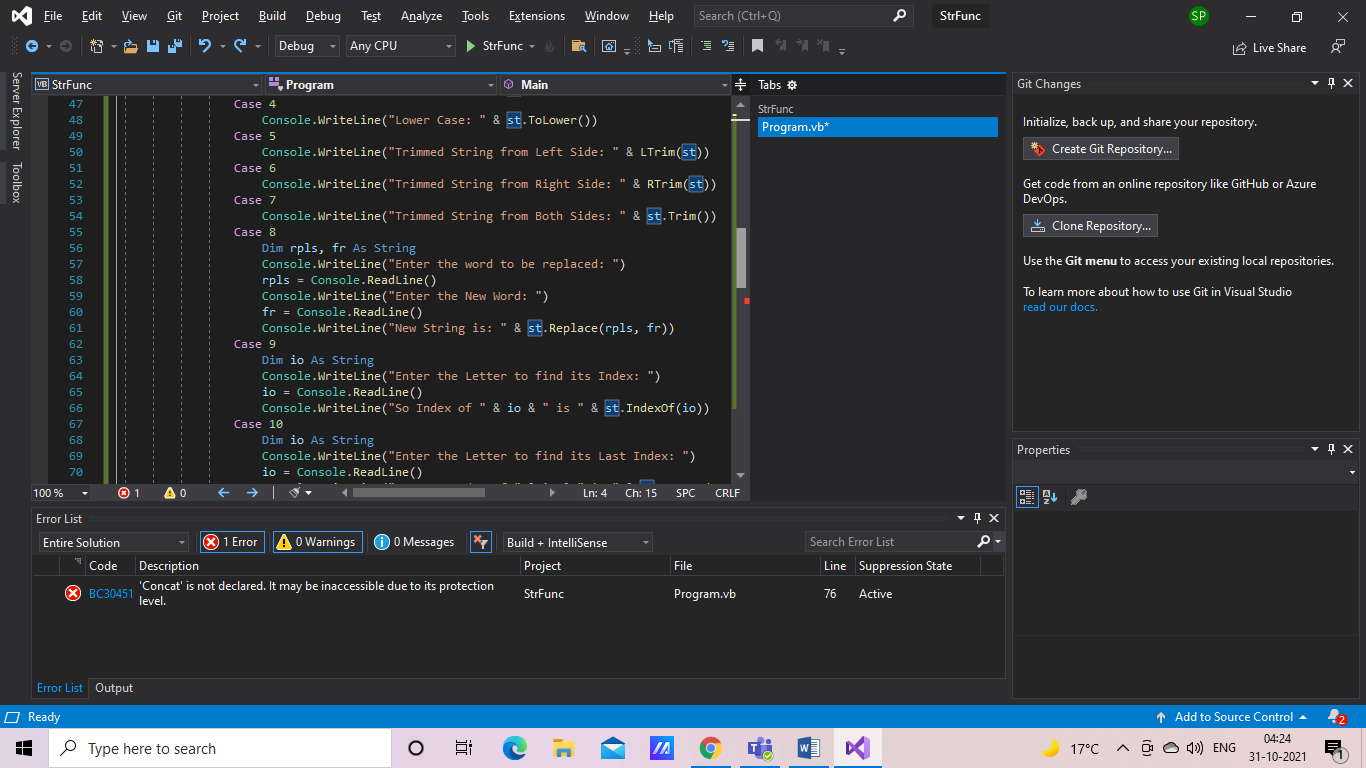 File Edit View Git Project Build Debug Test Analyze Tools Extensions Window Help Search (Ctrl+Q) StrFunc SP
Debug Any CPU StrFunc Live Share
Server Explorer
Toolbox
StrFunc Program Main
47 Case 4
48 Console.WriteLine("Lower Case: " & st.ToLower())
49 Case 5
50 Console.WriteLine("Trimmed String from Left Side: " & LTrim(st))
51 Case 6
52 Console.WriteLine("Trimmed String from Right Side: " & RTrim(st))
53 Case 7
54 Console.WriteLine("Trimmed String from Both Sides: " & st.Trim())
55 Case 8
56 Dim rpls, fr As String
57 Console.WriteLine("Enter the word to be replaced: ")
58 rpls = Console.ReadLine()
59 Console.WriteLine("Enter the New Word: ")
60 fr = Console.ReadLine()
61 Console.WriteLine("New String is: " & st.Replace(rpls, fr))
62 Case 9
63 Dim io As String
64 Console.WriteLine("Enter the Letter to find its Index: ")
65 io = Console.ReadLine()
66 Console.WriteLine("So Index of " & io & " is " & st.IndexOf(io))
67 Case 10
68 Dim io As String
69 Console.WriteLine("Enter the Letter to find its Last Index: ")
70 io = Console.ReadLine()
100 % 1 0 Ln: 4 Ch: 15 SPC CRLF
Tabs
StrFunc
Program.vb*
Git Changes
Initialize, back up, and share your repository.
Create Git Repository...
Get code from an online repository like GitHub or Azure
DevOps.
Clone Repository...
Use the Git menu to access your existing local repositories.
To learn more about how to use Git in Visual Studio
read our docs.
Properties
Error List
Entire Solution 1 Error 0 Warnings 0 Messages Build + IntelliSense Search Error List
Code Description Project File Line Suppression State
BC30451 'Concat' is not declared. It may be inaccessible due to its protection
level. StrFunc Program.vb 76 Active
Error List Output
Ready Add to Source Control 2
Type here to search 17°C ENG 04:24
31-10-2021 1